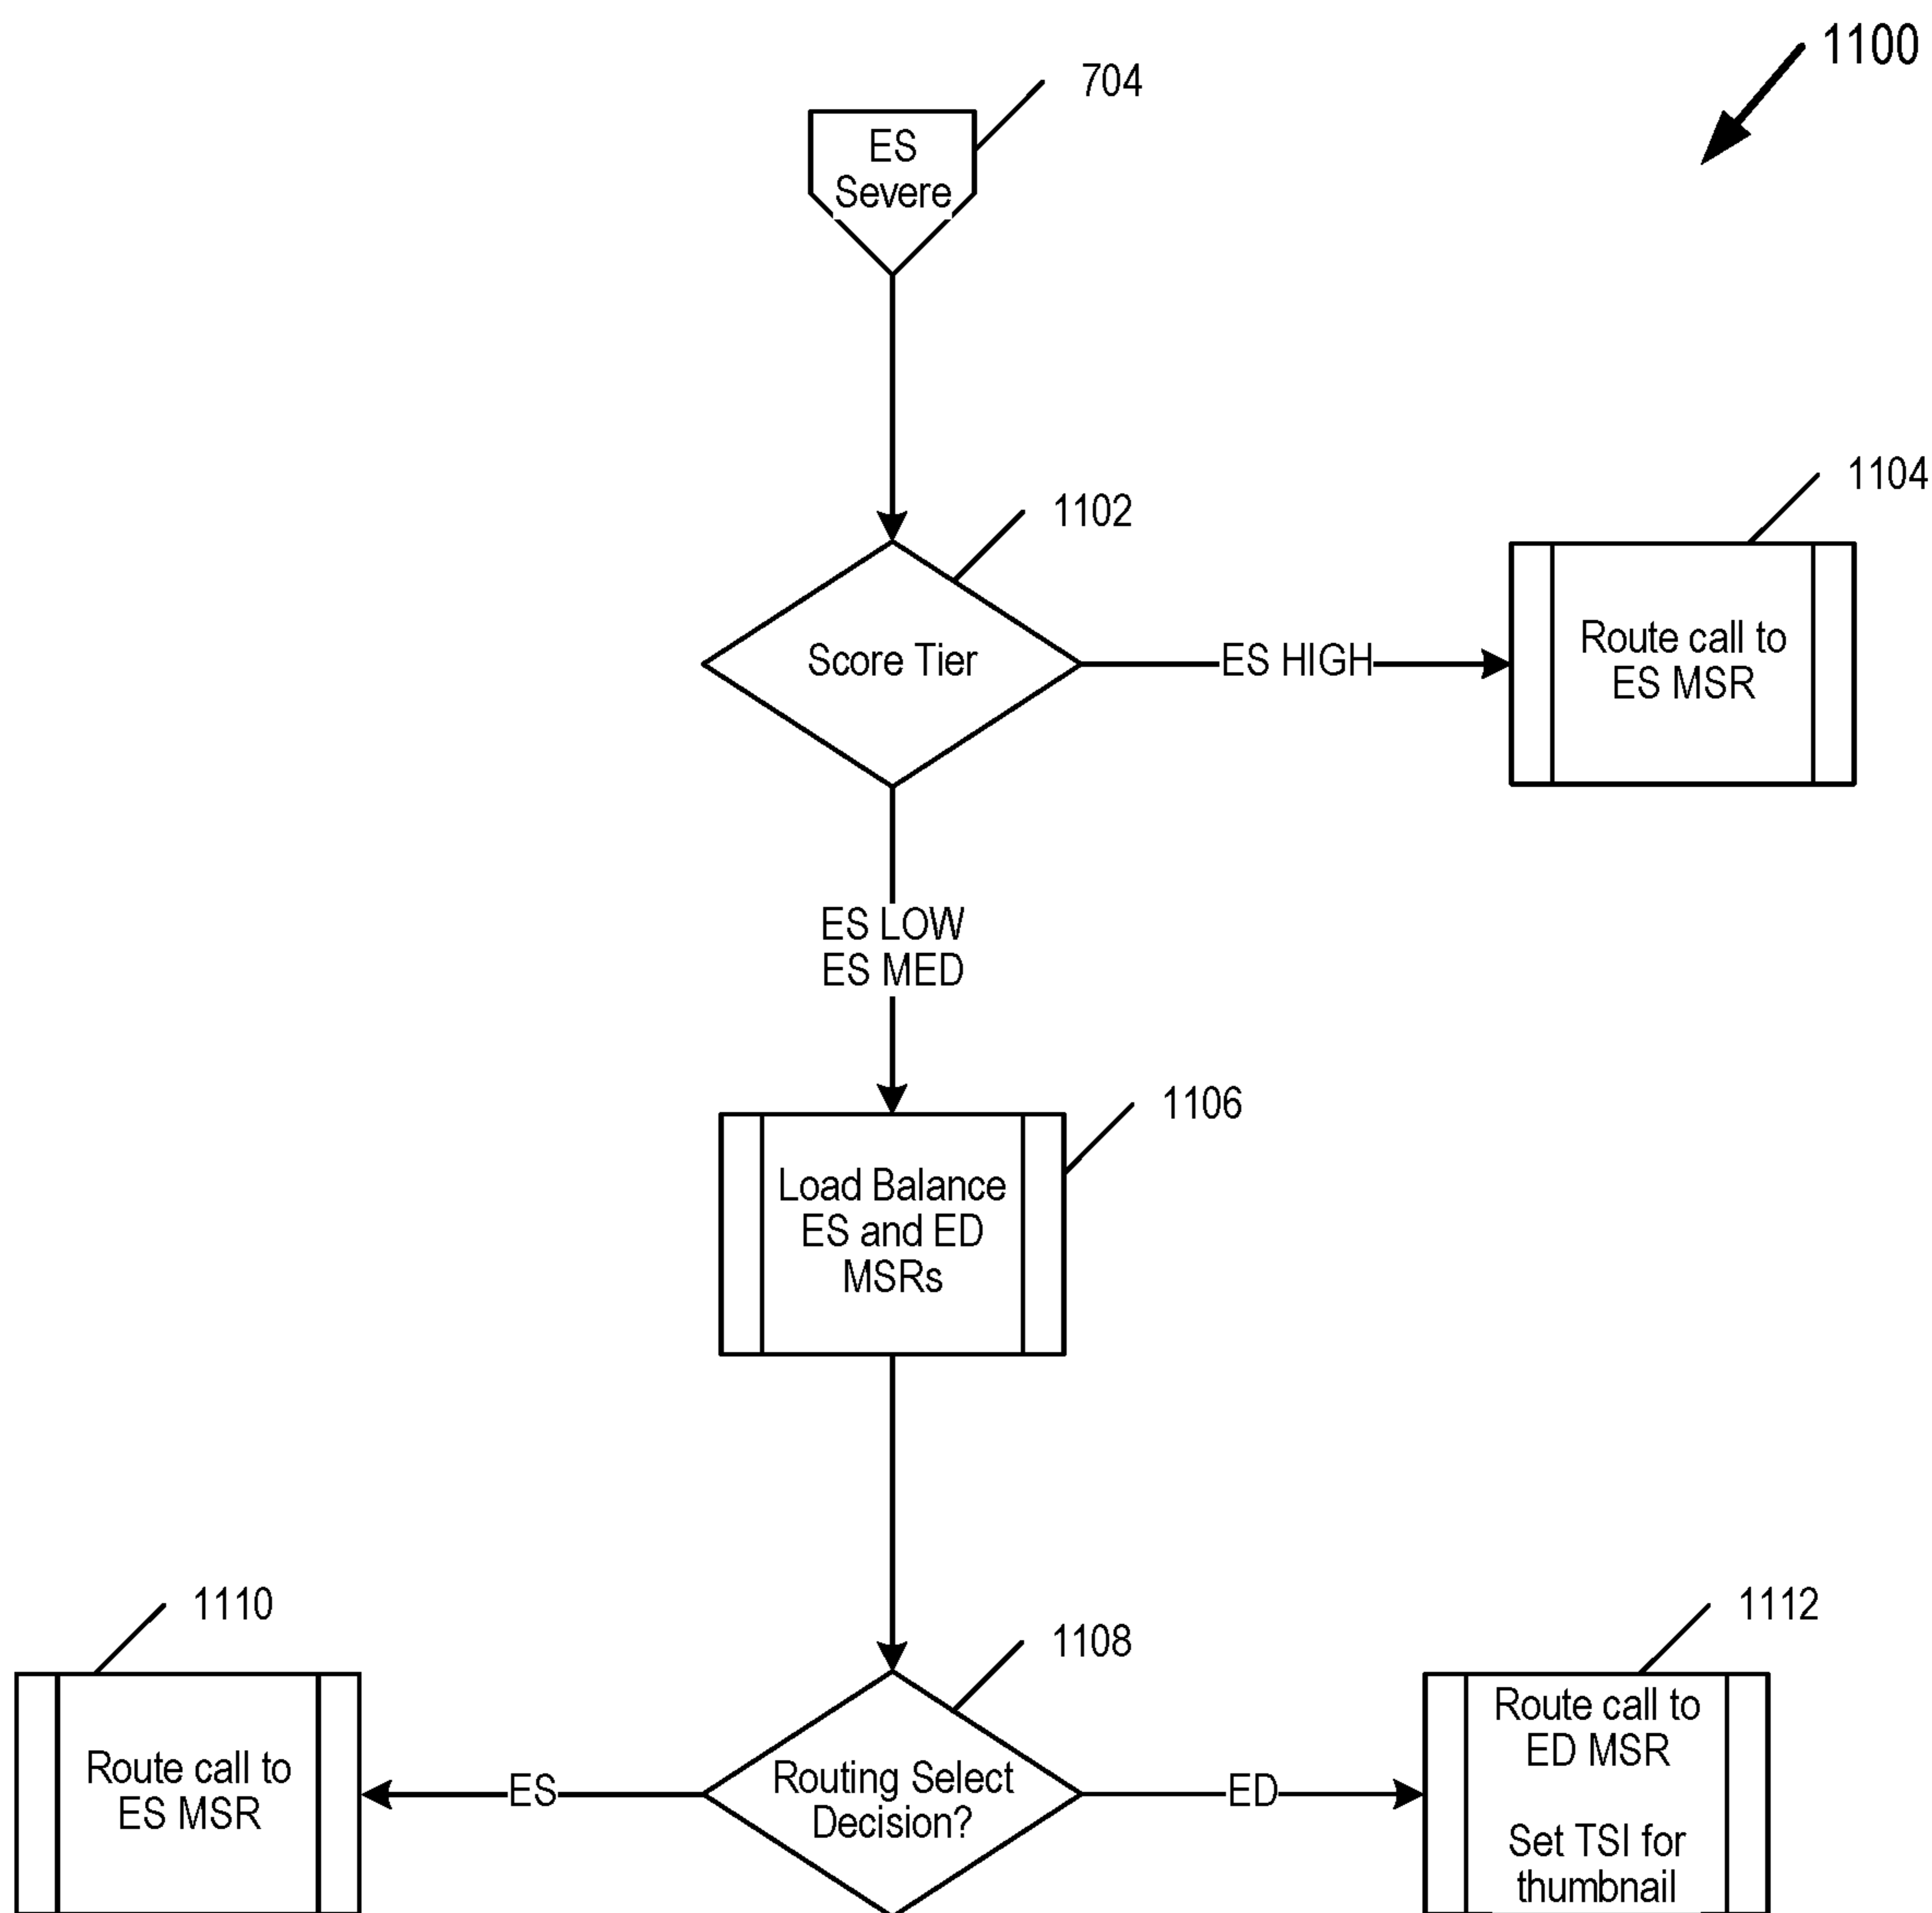 1100
704
ES
Severe
1102
1104
Score Tier
ES HIGH
Route call to
ES MSR
ES LOW
ES MED
1106
Load Balance
ES and ED
MSRs
1110
1108
1112
Route call to
ES MSR
ES
Routing Select
Decision?
ED
Route call to
ED MSR
Set TSI for
thumbnail